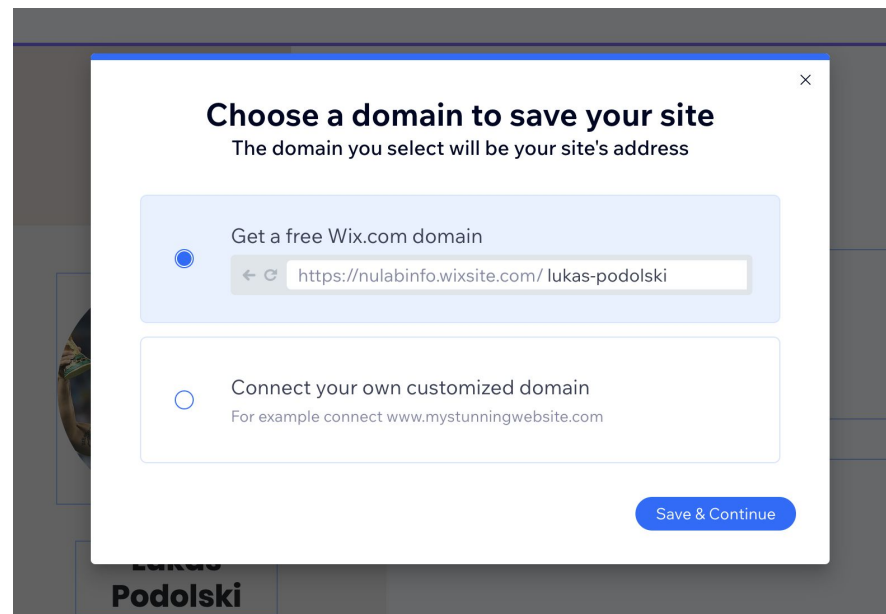 Choose a domain to save your site
The domain you select will be your site's address
Get a free Wix.com domain
https://nulabinfo.wixsite.com/ lukas-podolski
Connect your own customized domain
For example connect www.mystunningwebsite.com
Save & Continue
Lukas
Podolski